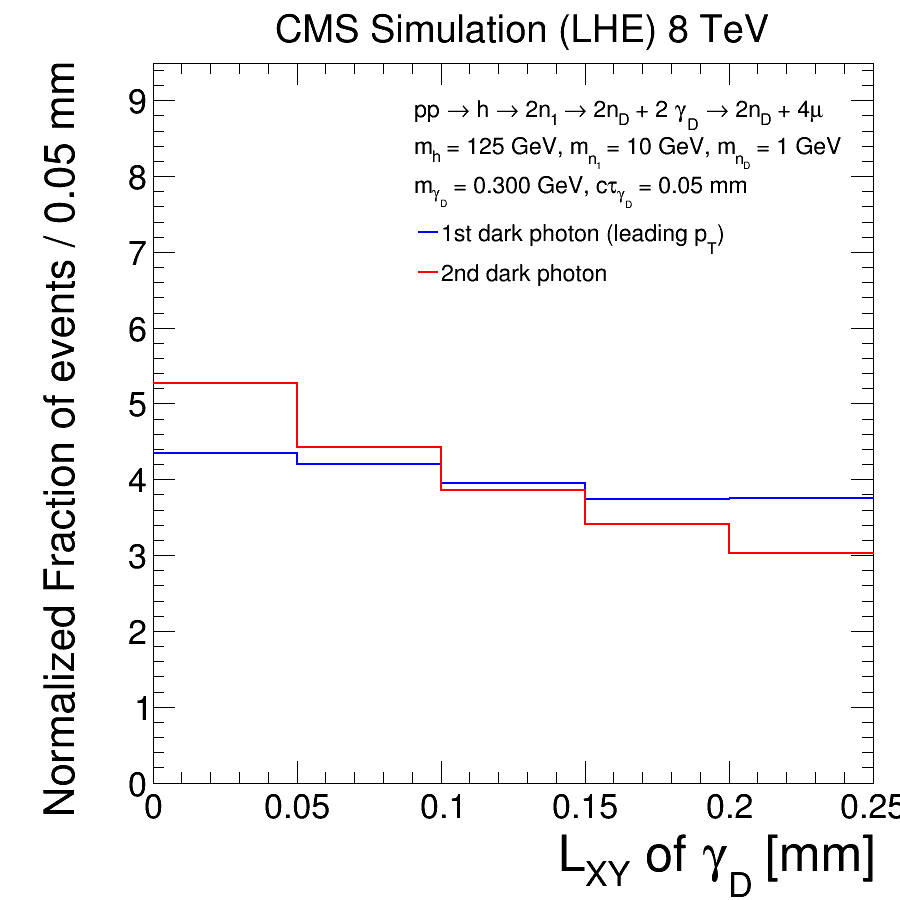 CMS Simulation (LHE) 8 TeV
Normalized Fraction of events / 0.05 mm
9
8
7
6
5
4
3
2
1
0
pp → h → 2n1 → 2nD + 2 γD → 2nD + 4μ
mh = 125 GeV, mn1 = 10 GeV, mnD = 1 GeV
mγD = 0.300 GeV, cτγD = 0.05 mm
1st dark photon (leading pT)
2nd dark photon
0 0.05 0.1 0.15 0.2 0.25
LXY of γD [mm]